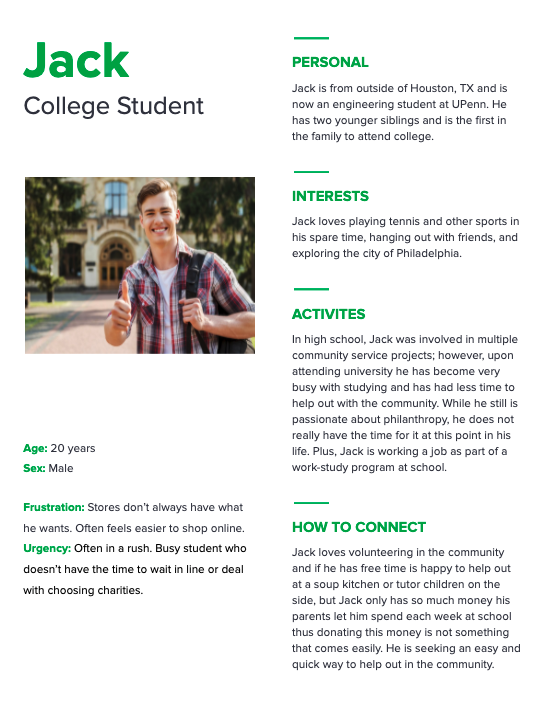 Jack
College Student
Age: 20 years
Sex: Male
Frustration: Stores don’t always have what
he wants. Often feels easier to shop online.
Urgency: Often in a rush. Busy student who
doesn’t have the time to wait in line or deal
with choosing charities.
PERSONAL
Jack is from outside of Houston, TX and is
now an engineering student at UPenn. He
has two younger siblings and is the first in
the family to attend college.
INTERESTS
Jack loves playing tennis and other sports in
his spare time, hanging out with friends, and
exploring the city of Philadelphia.
ACTIVITES
In high school, Jack was involved in multiple
community service projects; however, upon
attending university he has become very
busy with studying and has had less time to
help out with the community. While he still is
passionate about philanthropy, he does not
really have the time for it at this point in his
life. Plus, Jack is working a job as part of a
work-study program at school.
HOW TO CONNECT
Jack loves volunteering in the community
and if he has free time is happy to help out
at a soup kitchen or tutor children on the
side, but Jack only has so much money his
parents let him spend each week at school
thus donating this money is not something
that comes easily. He is seeking an easy and
quick way to help out in the community.